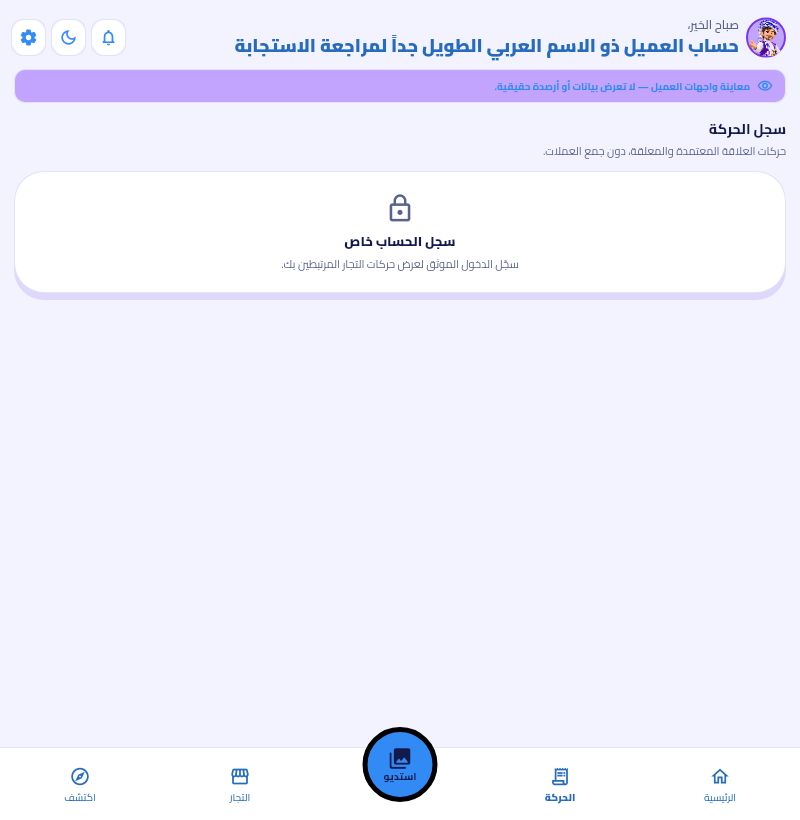 صباح الخير،
حساب العميل ذو الاسم العربي الطويل جداً لمراجعة الاستجابة
معاينة واجهات العميل — لا تعرض بيانات أو أرصدة حقيقية.
سجل الحركة
حركات العلاقة المعتمدة والمعلقة، دون جمع العملات.
سجل الحساب خاص
سجّل الدخول الموثق لعرض حركات التجار المرتبطين بك.
الرئيسية
الحركة
استديو
التجار
اكتشف